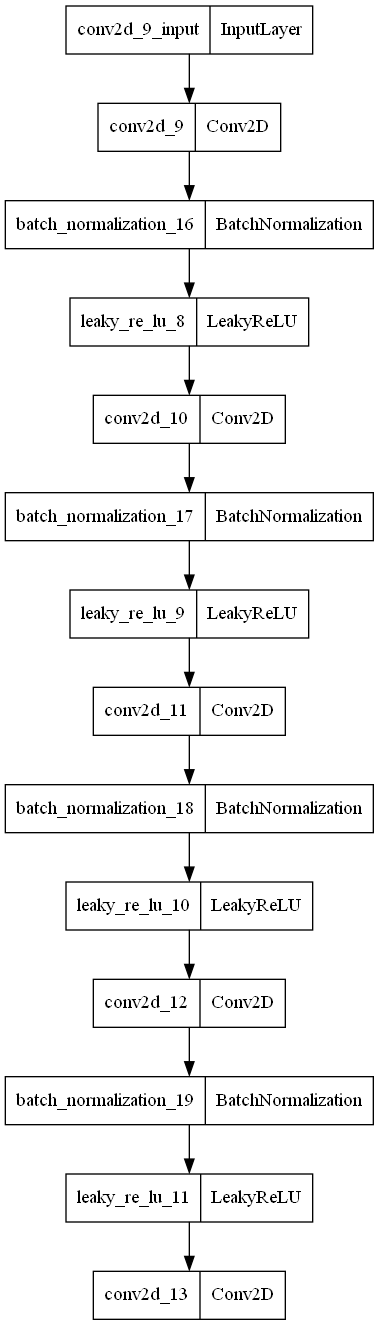 conv2d_9_input InputLayer
conv2d_9 Conv2D
batch_normalization_16 BatchNormalization
leaky_re_lu_8 LeakyReLU
conv2d_10 Conv2D
batch_normalization_17 BatchNormalization
leaky_re_lu_9 LeakyReLU
conv2d_11 Conv2D
batch_normalization_18 BatchNormalization
leaky_re_lu_10 LeakyReLU
conv2d_12 Conv2D
batch_normalization_19 BatchNormalization
leaky_re_lu_11 LeakyReLU
conv2d_13 Conv2D